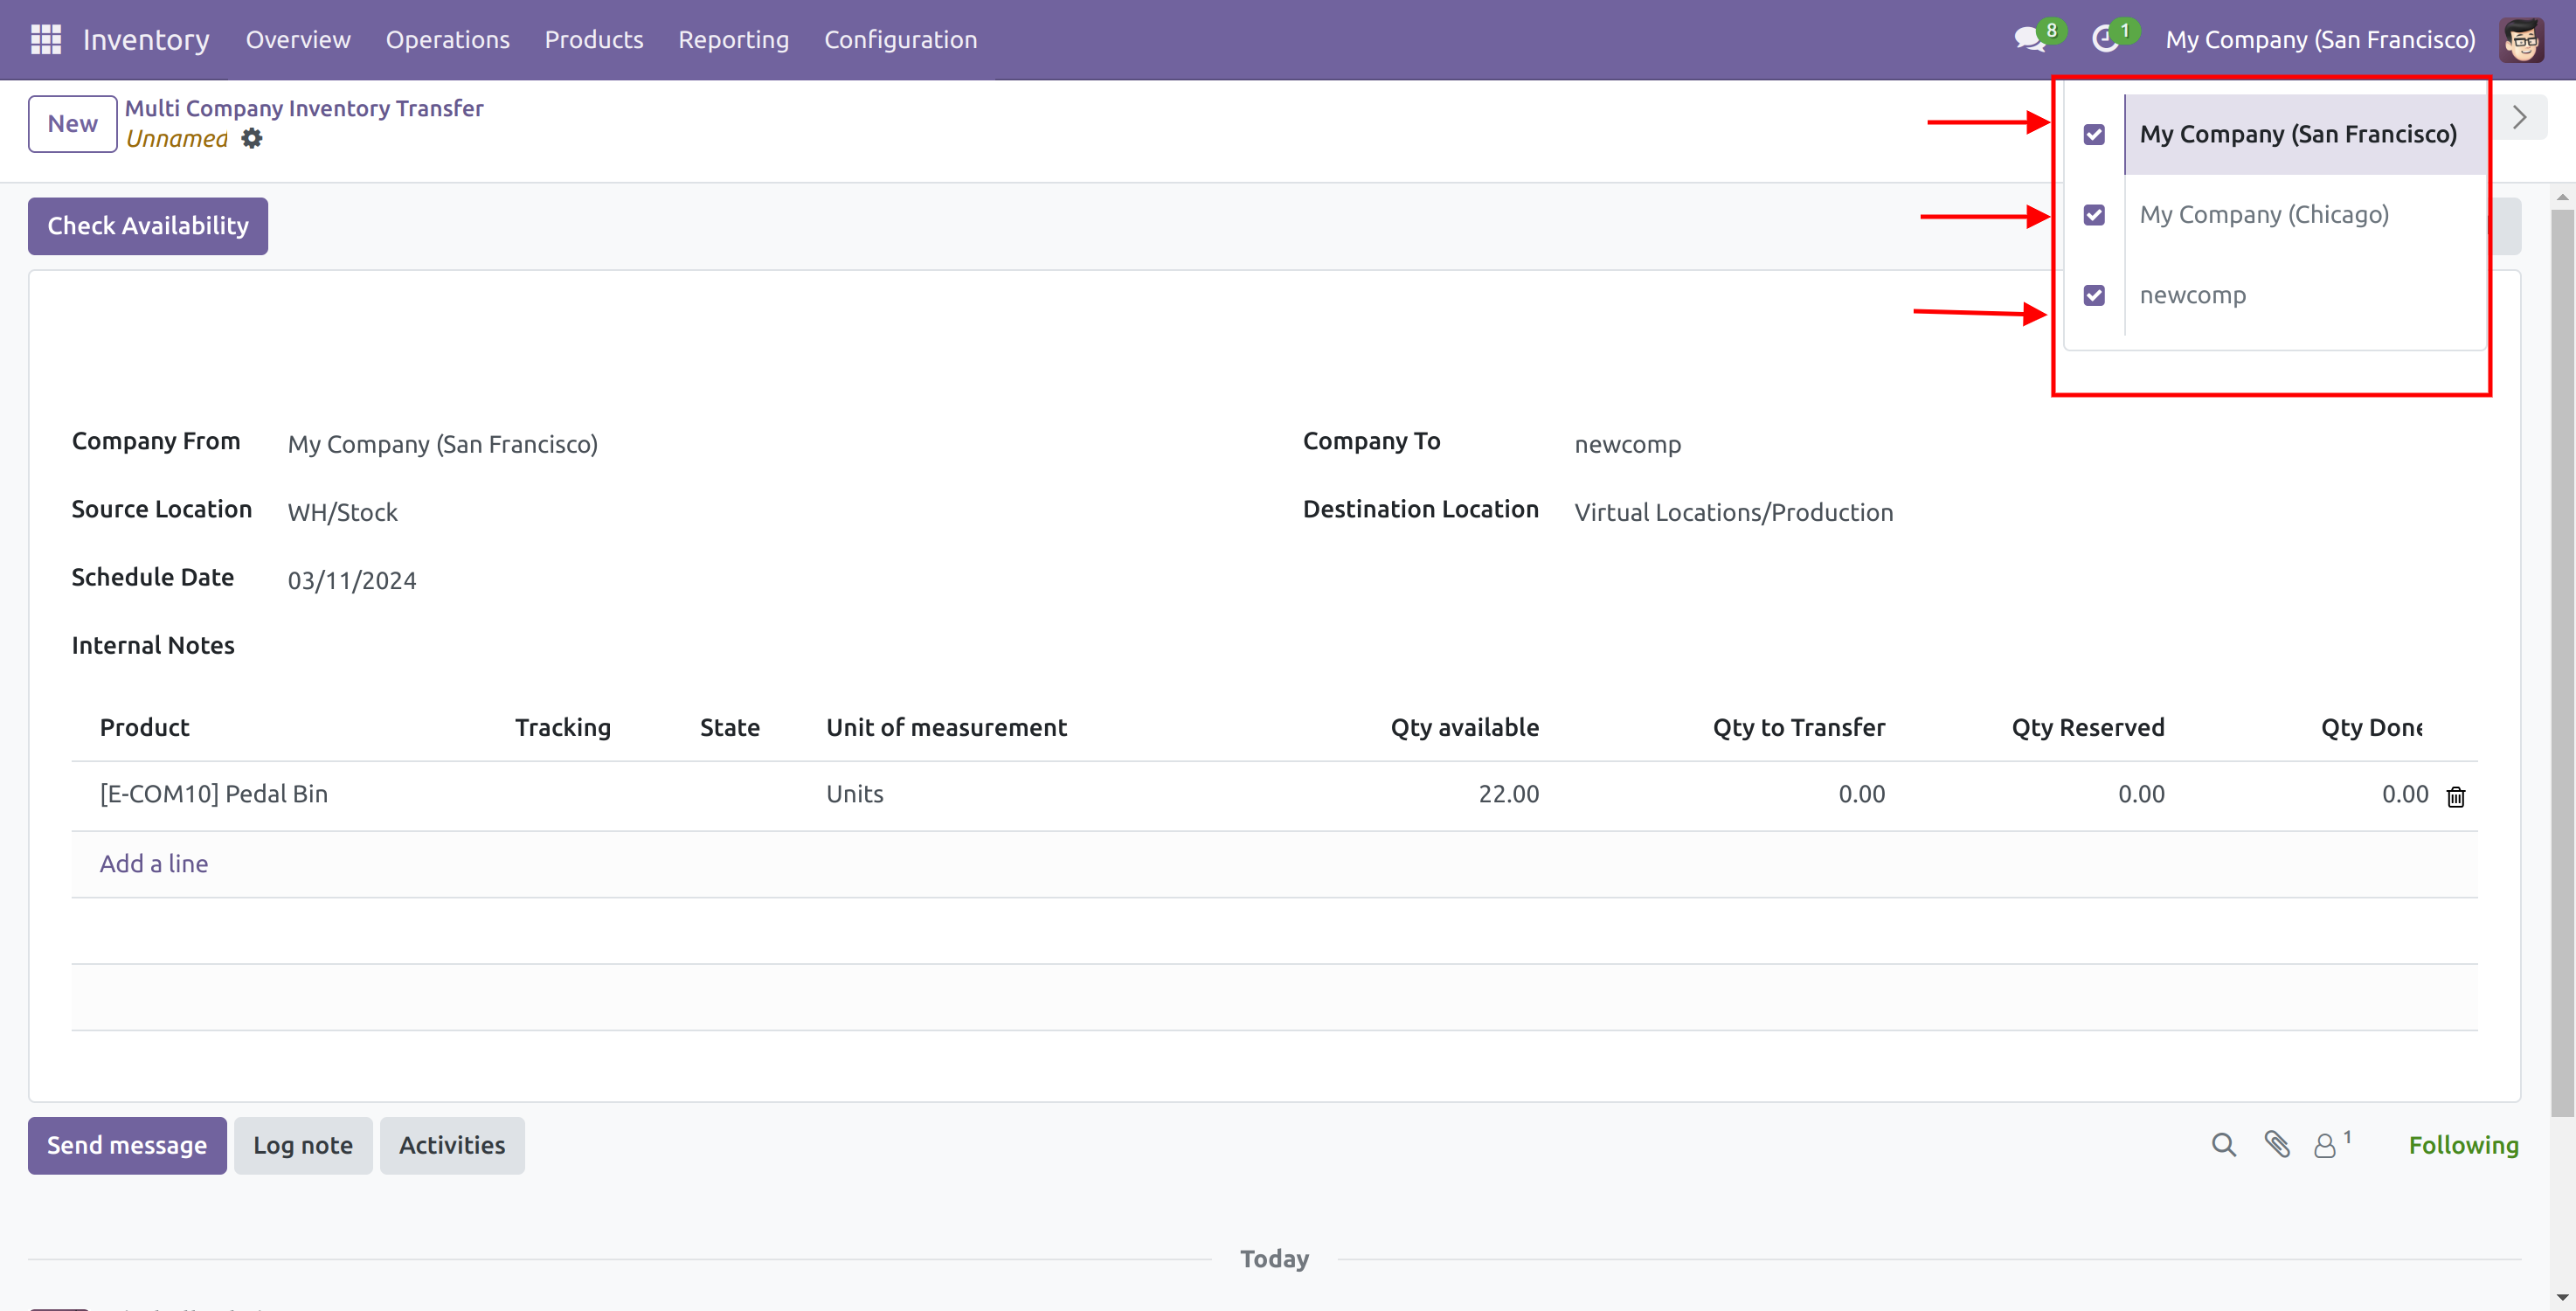 Inventory Overview Operations Products Reporting Configuration 8 1 My Company (San Francisco)
New Multi Company Inventory Transfer
Unnamed
My Company (San Francisco)
My Company (Chicago)
newcomp
Check Availability
Company From My Company (San Francisco) Company To newcomp
Source Location WH/Stock Destination Location Virtual Locations/Production
Schedule Date 03/11/2024
Internal Notes
Product Tracking State Unit of measurement Qty available Qty to Transfer Qty Reserved Qty Done
[E-COM10] Pedal Bin Units 22.00 0.00 0.00 0.00
Add a line
Send message Log note Activities 1 Following
Today